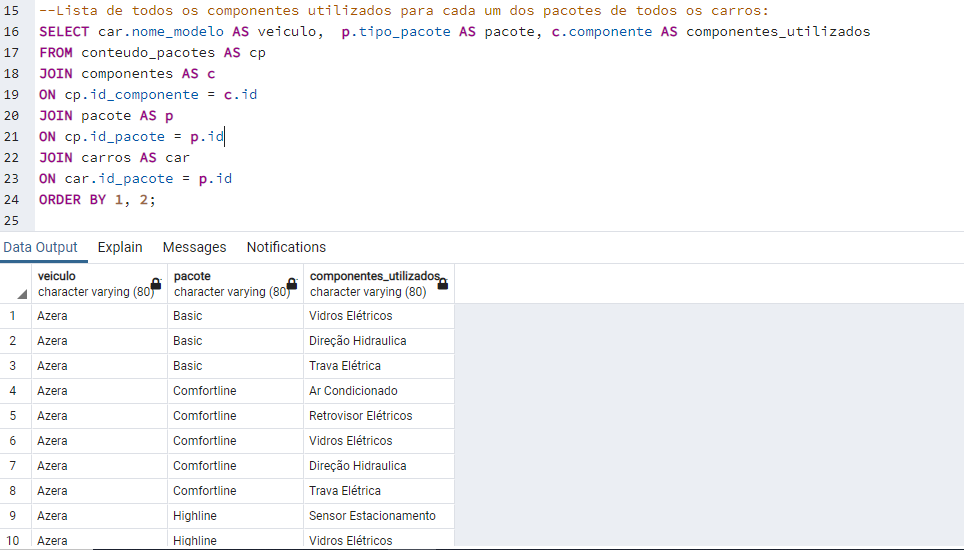 15 --Lista de todos os componentes utilizados para cada um dos pacotes de todos os carros:
16 SELECT car.nome_modelo AS veiculo,  p.tipo_pacote AS pacote, c.componente AS componentes_utilizados
17 FROM conteudo_pacotes AS cp
18 JOIN componentes AS c
19 ON cp.id_componente = c.id
20 JOIN pacote AS p
21 ON cp.id_pacote = p.id
22 JOIN carros AS car
23 ON car.id_pacote = p.id
24 ORDER BY 1, 2;
25
Data Output Explain Messages Notifications
veiculo pacote componentes_utilizados
character varying (80) character varying (80) character varying (80)
1 Azera Basic Vidros Elétricos
2 Azera Basic Direção Hidraulica
3 Azera Basic Trava Elétrica
4 Azera Comfortline Ar Condicionado
5 Azera Comfortline Retrovisor Elétricos
6 Azera Comfortline Vidros Elétricos
7 Azera Comfortline Direção Hidraulica
8 Azera Comfortline Trava Elétrica
9 Azera Highline Sensor Estacionamento
10 Azera Highline Vidros Elétricos